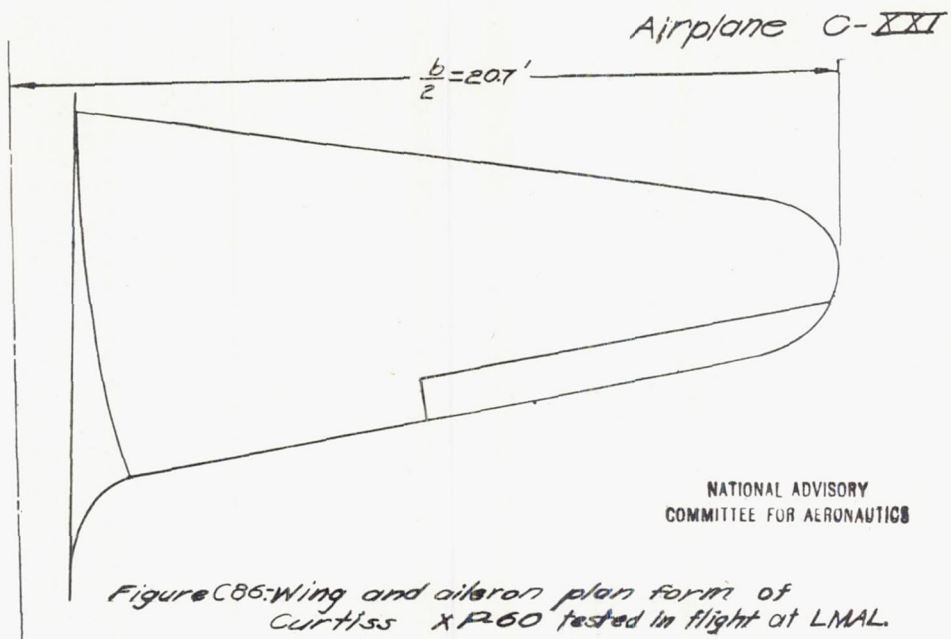 Airplane C-XXI
b/2 = 20.7'
NATIONAL ADVISORY
COMMITTEE FOR AERONAUTICS
Figure C86:-Wing and aileron plan form of
Curtiss XP-60 tested in flight at LMAL.